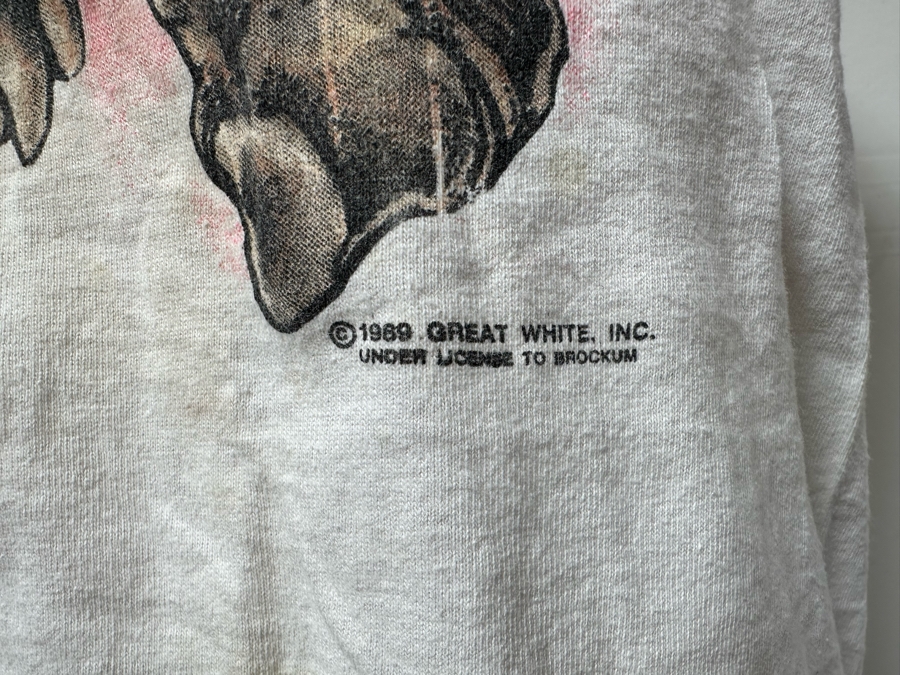 ©1989 GREAT WHITE, INC.
UNDER LICENSE TO BROCKUM